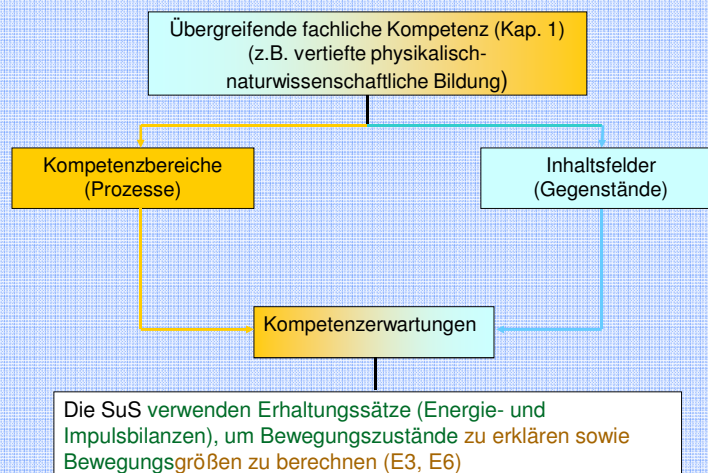 Übergreifende fachliche Kompetenz (Kap. 1)
(z.B. vertiefte physikalisch-
naturwissenschaftliche Bildung)
Kompetenzbereiche
(Prozesse)
Inhaltsfelder
(Gegenstände)
Kompetenzerwartungen
Die SuS verwenden Erhaltungssätze (Energie- und
Impulsbilanzen), um Bewegungszustände zu erklären sowie
Bewegungsgrößen zu berechnen (E3, E6)